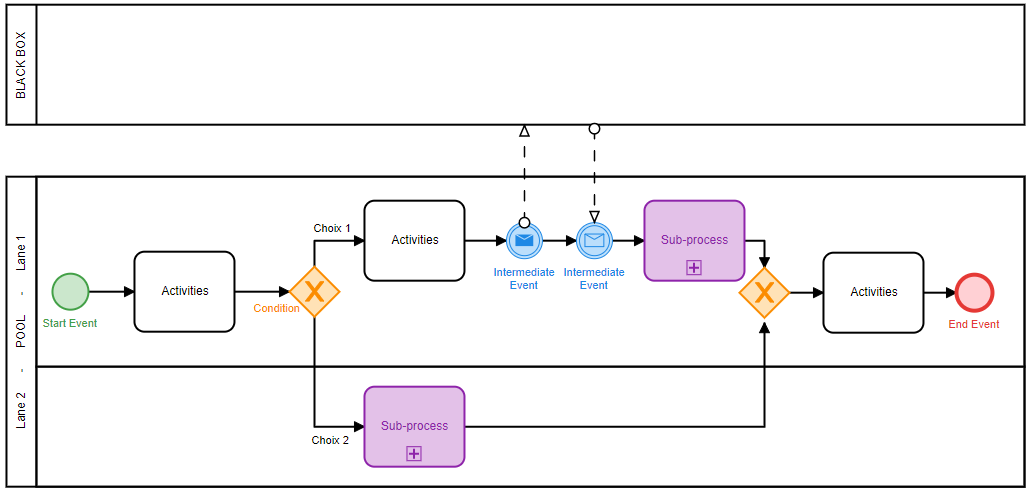 BLACK BOX
Lane 1
-
POOL
-
Lane 2
Start Event
Activities
Condition
Choix 1
Activities
Intermediate
Event
Intermediate
Event
Sub-process
Activities
End Event
Choix 2
Sub-process